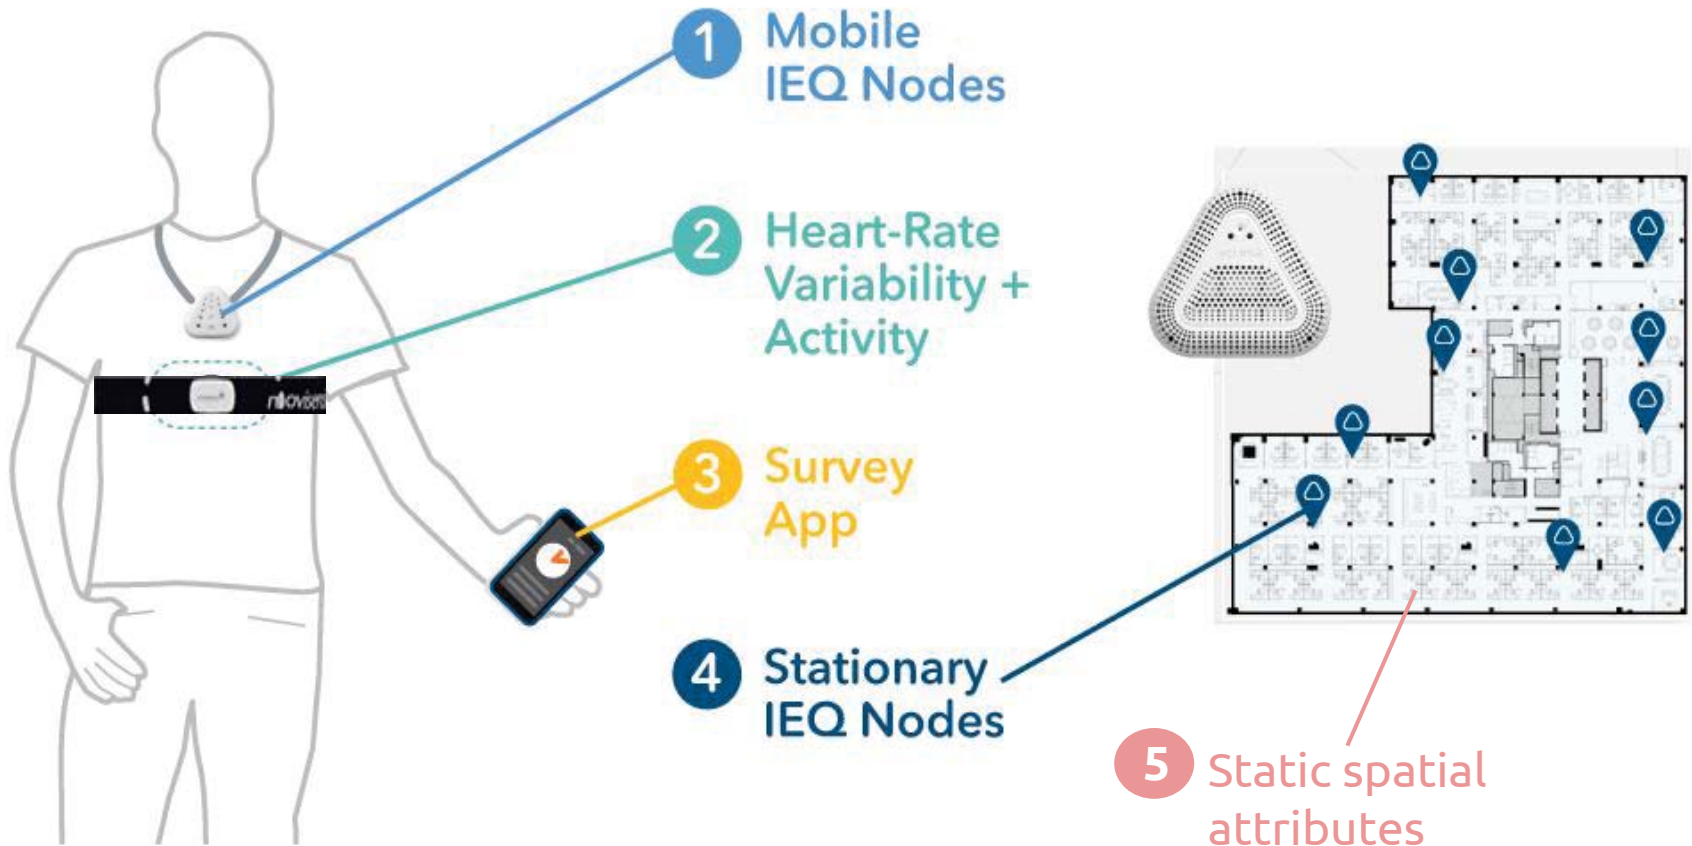 1 Mobile
IEQ Nodes
2 Heart-Rate
Variability +
Activity
3 Survey
App
4 Stationary
IEQ Nodes
5 Static spatial
attributes